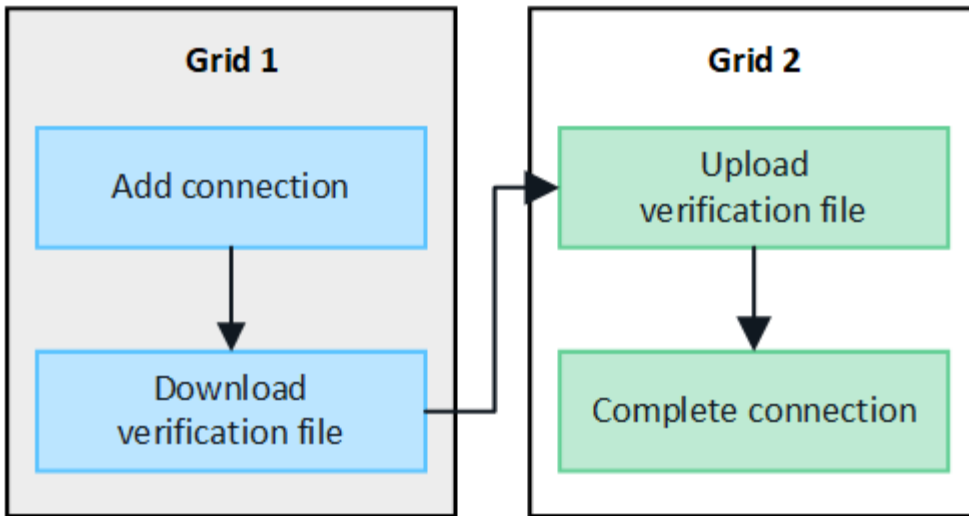 Grid 1
Add connection
Download
verification file
Grid 2
Upload
verification file
Complete connection